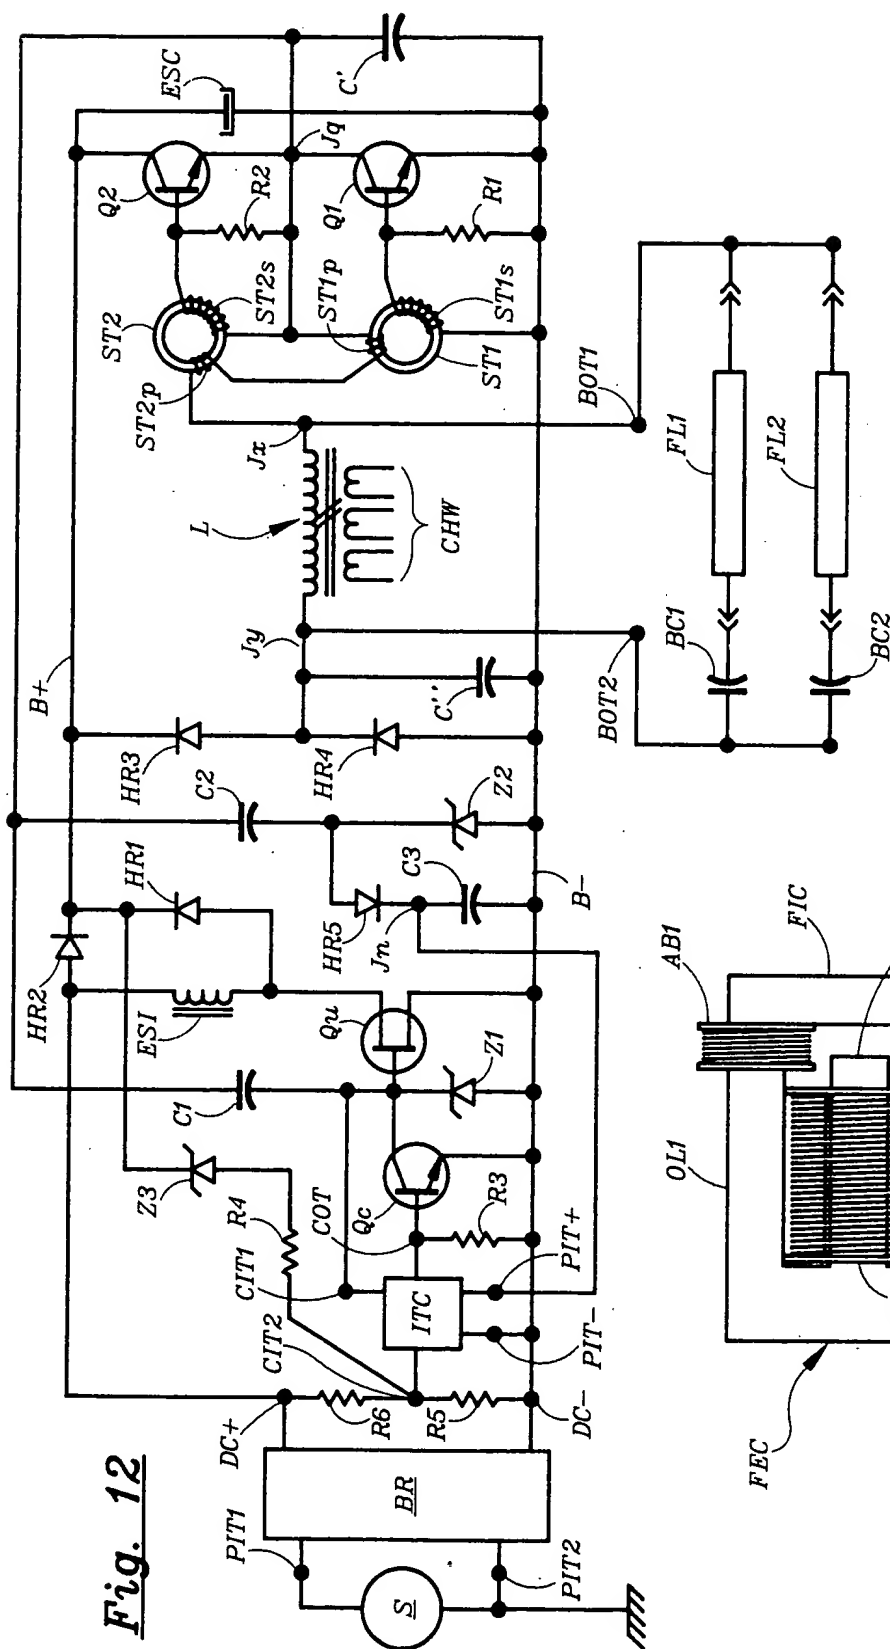 Fig. 12
S
PIT1
PIT2
BR
DC+
DC-
R6
R5
CIT2
CIT1
ITC
PIT-
PIT+
COT
R3
R4
Z3
Qc
C1
Z1
Qu
ESI
HR2
HR1
HR5
Jn
C3
C2
Z2
B-
HR3
HR4
B+
C''
Jy
L
CHW
Jx
ST2p
ST2
ST2s
ST1p
ST1
ST1s
Q2
R2
Q1
R1
Jq
ESC
C'
BOT2
BOT1
BC1
BC2
FL1
FL2
FEC
OL1
AB1
FIC